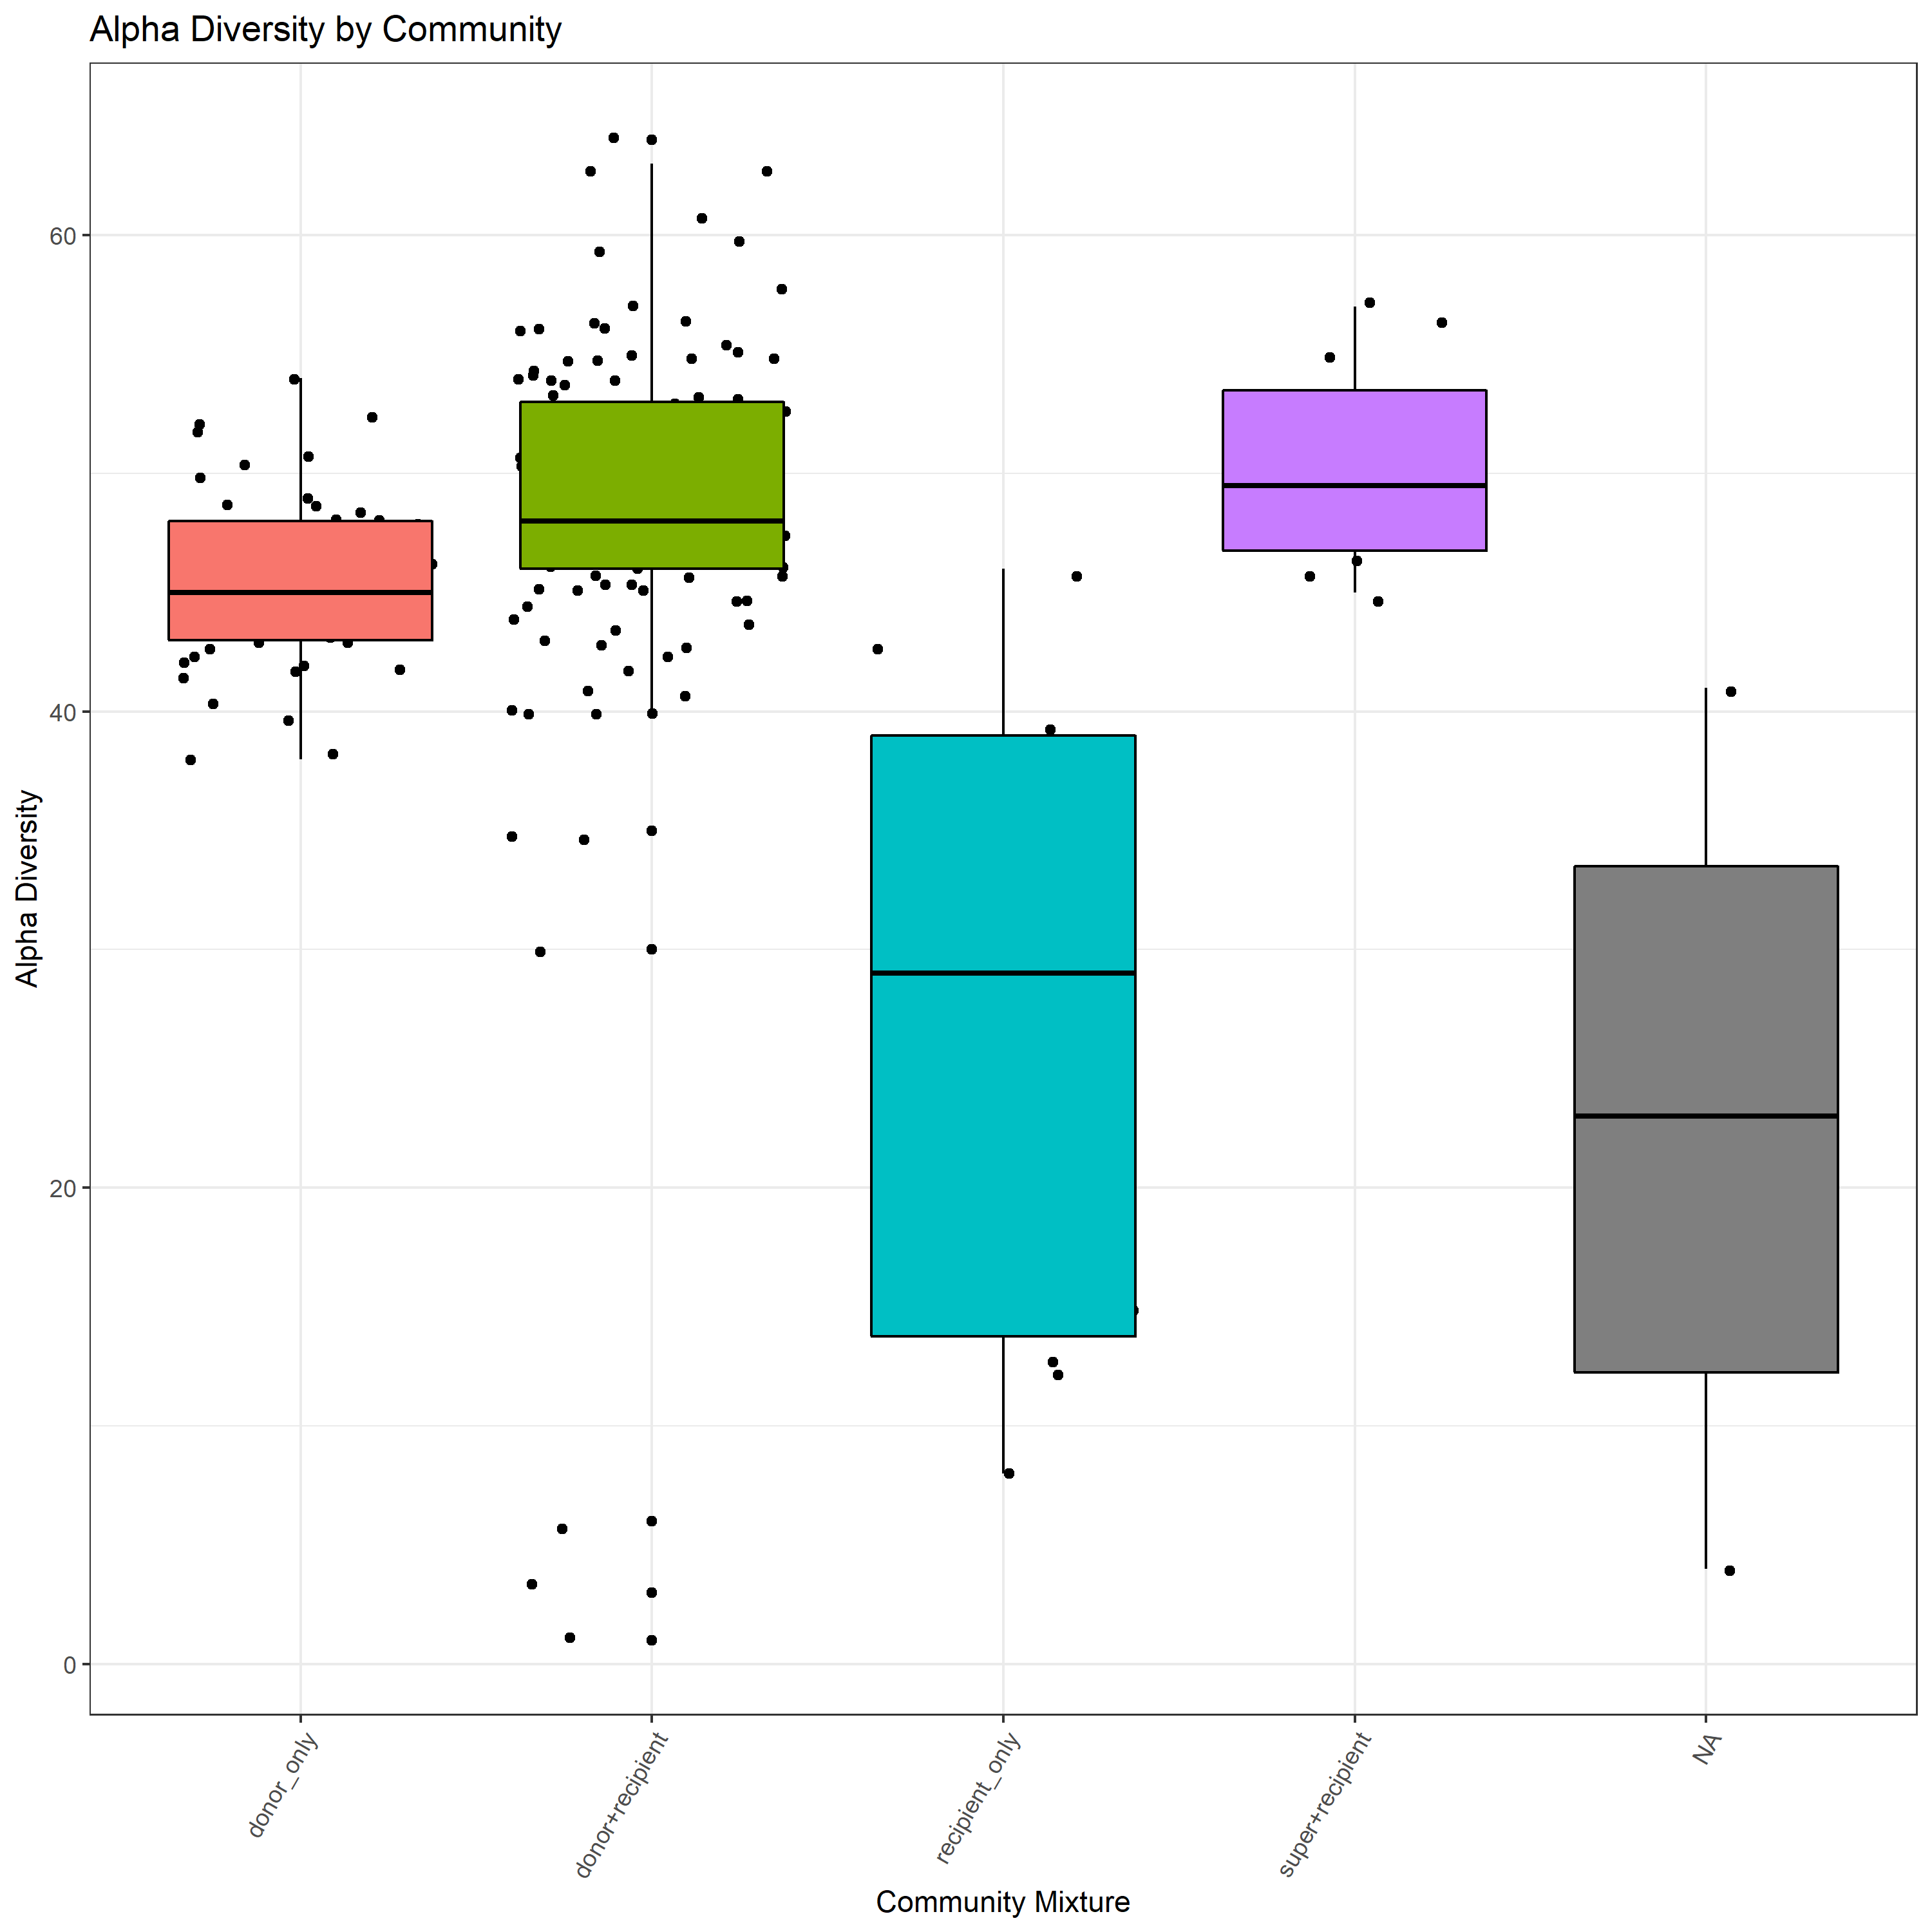 Alpha Diversity by Community
Alpha Diversity
60
40
20
0
donor_only
donor+recipient
recipient_only
super+recipient
NA
Community Mixture